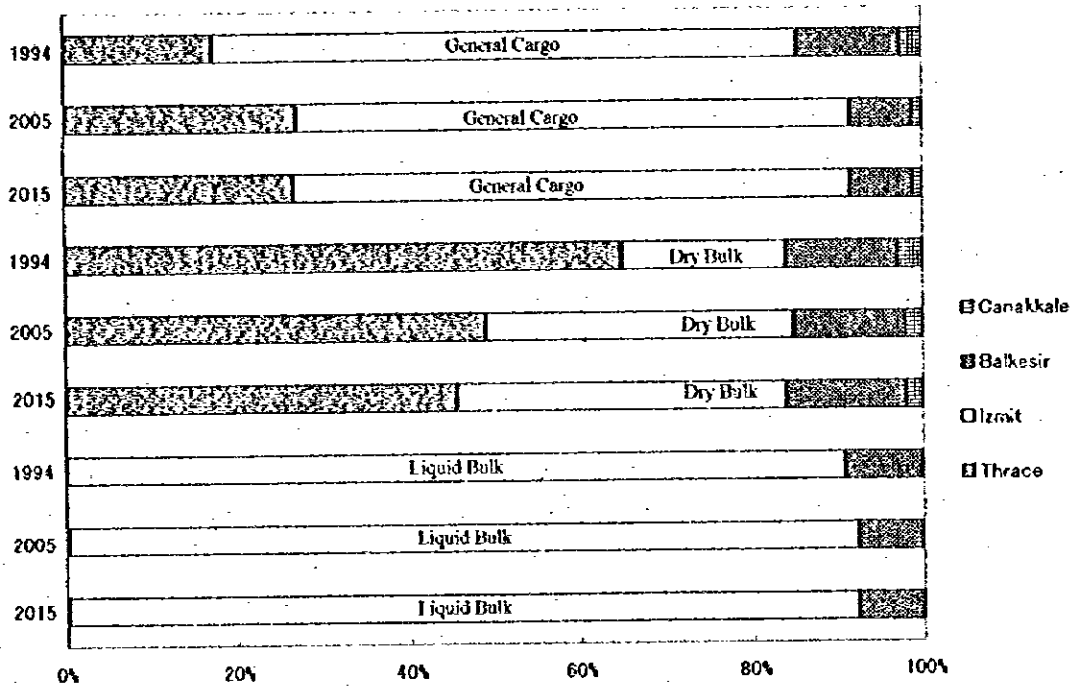 1994 General Cargo
2005 General Cargo
2015 General Cargo
1994 Dry Bulk
2005 Dry Bulk
2015 Dry Bulk
1994 Liquid Bulk
2005 Liquid Bulk
2015 Liquid Bulk
0% 20% 40% 60% 80% 100%
Canakkale
Balkesir
Izmit
Thrace